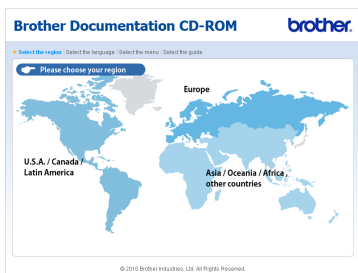 Brother Documentation CD-ROM
brother.
Select the region | Select the language | Select the menu | Select the guide
Please choose your region
Europe
U.S.A. / Canada /
Latin America
Asia / Oceania / Africa,
other countries
© 2010 Brother Industries, Ltd. All Rights Reserved.